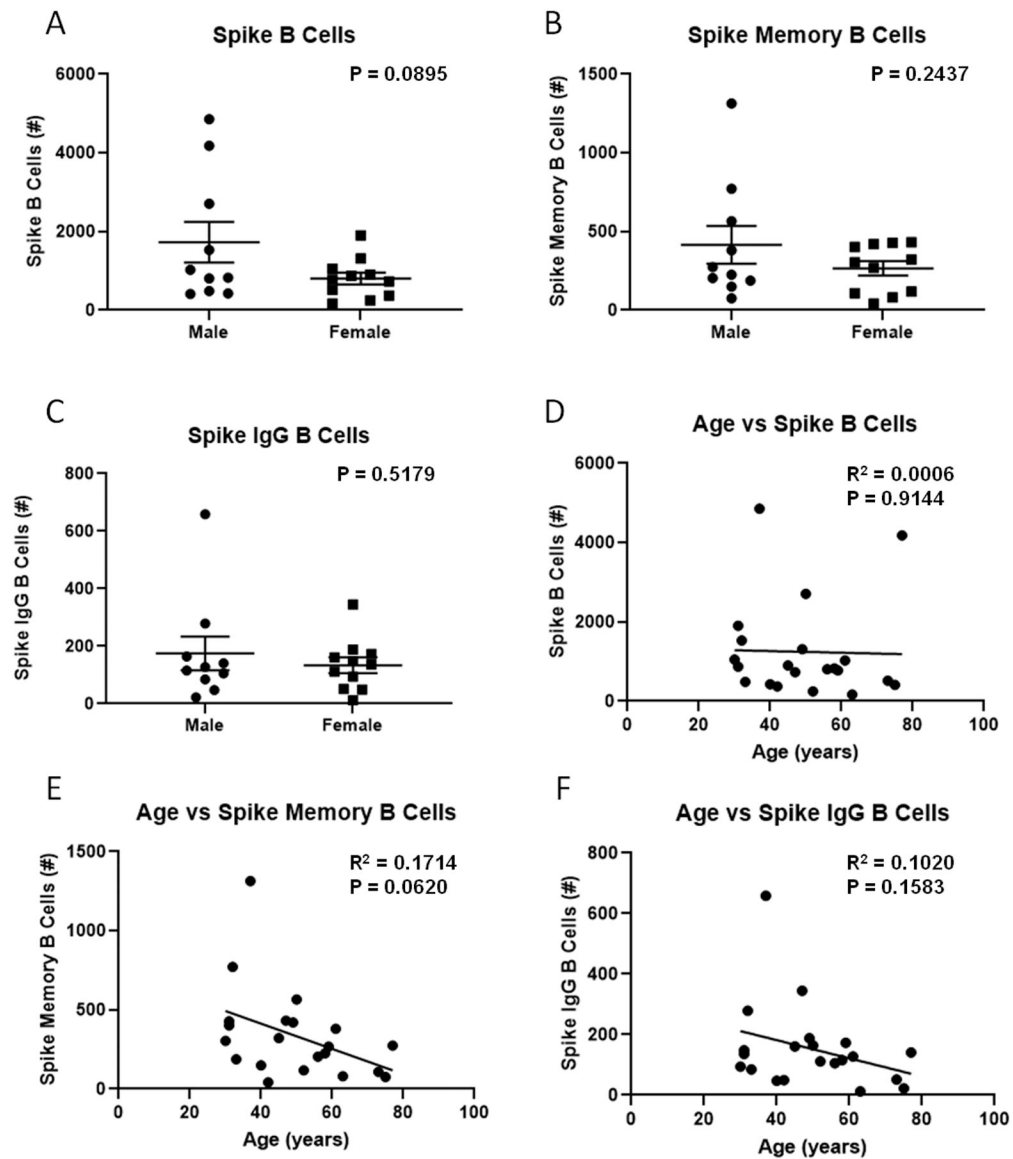 A
Spike B Cells
P = 0.0895
Spike B Cells (#)
6000
4000
2000
0
Male
Female
B
Spike Memory B Cells
P = 0.2437
Spike Memory B Cells (#)
1500
1000
500
0
Male
Female
C
Spike IgG B Cells
P = 0.5179
Spike IgG B Cells (#)
800
600
400
200
0
Male
Female
D
Age vs Spike B Cells
R² = 0.0006
P = 0.9144
Spike B Cells (#)
6000
4000
2000
0
0 20 40 60 80 100
Age (years)
E
Age vs Spike Memory B Cells
R² = 0.1714
P = 0.0620
Spike Memory B Cells (#)
1500
1000
500
0
0 20 40 60 80 100
Age (years)
F
Age vs Spike IgG B Cells
R² = 0.1020
P = 0.1583
Spike IgG B Cells (#)
800
600
400
200
0
0 20 40 60 80 100
Age (years)